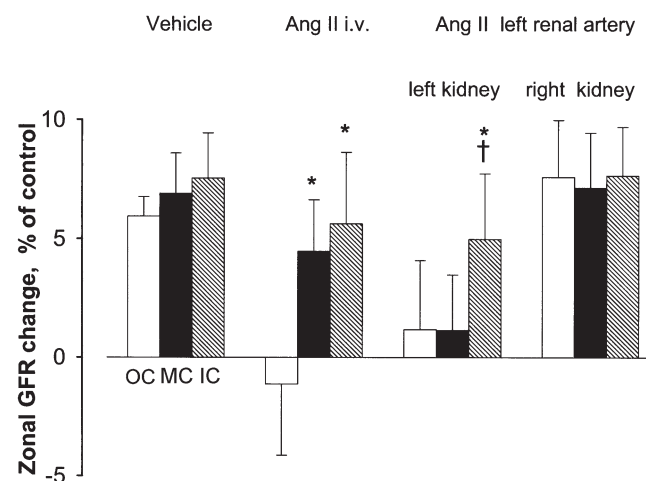 Vehicle Ang II i.v. Ang II left renal artery
left kidney right kidney
Zonal GFR change, % of control
10
5
0
-5
* * * †
OC MC IC